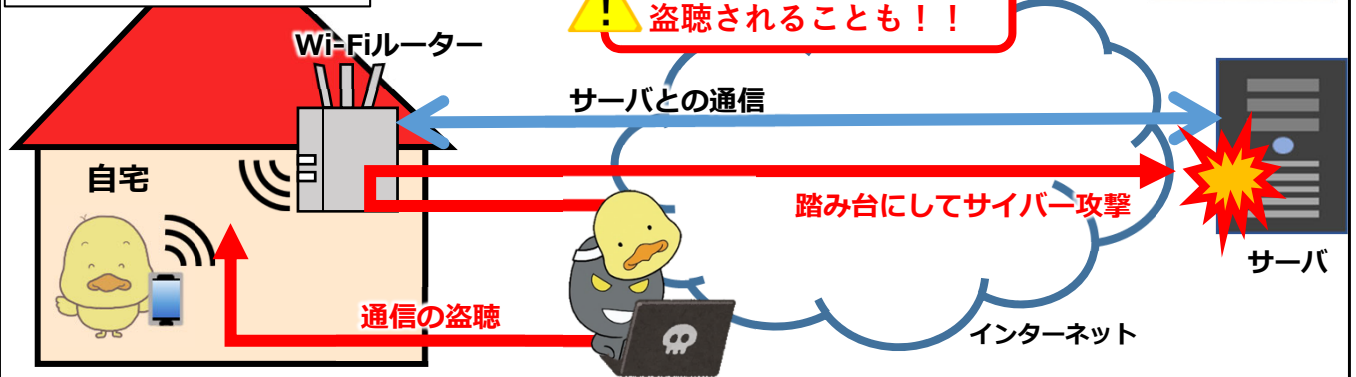 !
盗聴されることも！！
Wi-Fiルーター
サーバとの通信
自宅
踏み台にしてサイバー攻撃
サーバ
通信の盗聴
インターネット